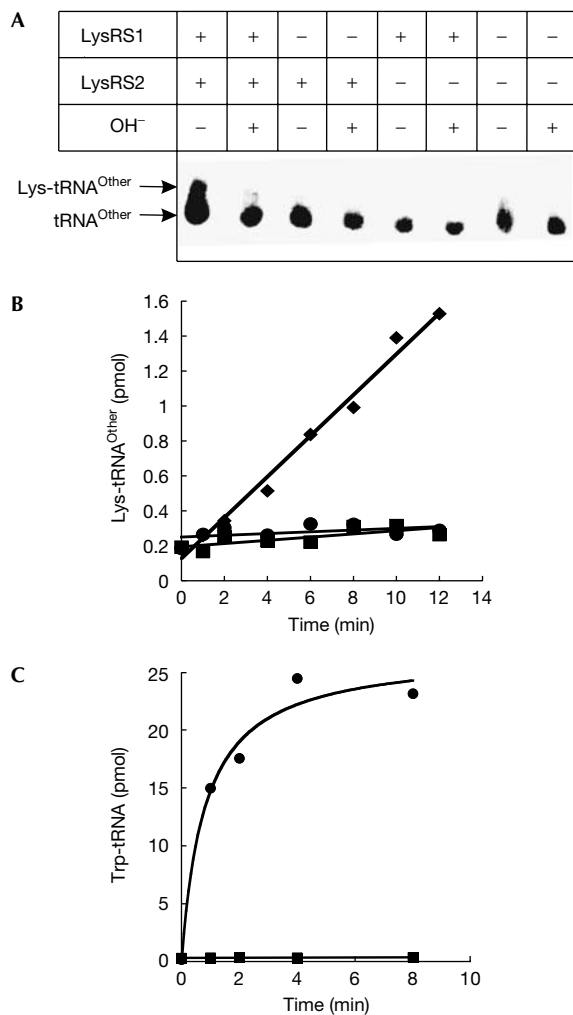 A
LysRS1 + + − − + + − −
LysRS2 + + + + − − − −
OH⁻ − + − + − + − +
Lys-tRNA^Other
tRNA^Other
B
1.6
1.4
1.2
1
0.8
0.6
0.4
0.2
0
Lys-tRNA^Other (pmol)
0 2 4 6 8 10 12 14
Time (min)
C
25
20
15
10
5
0
Trp-tRNA (pmol)
0 2 4 6 8 10
Time (min)